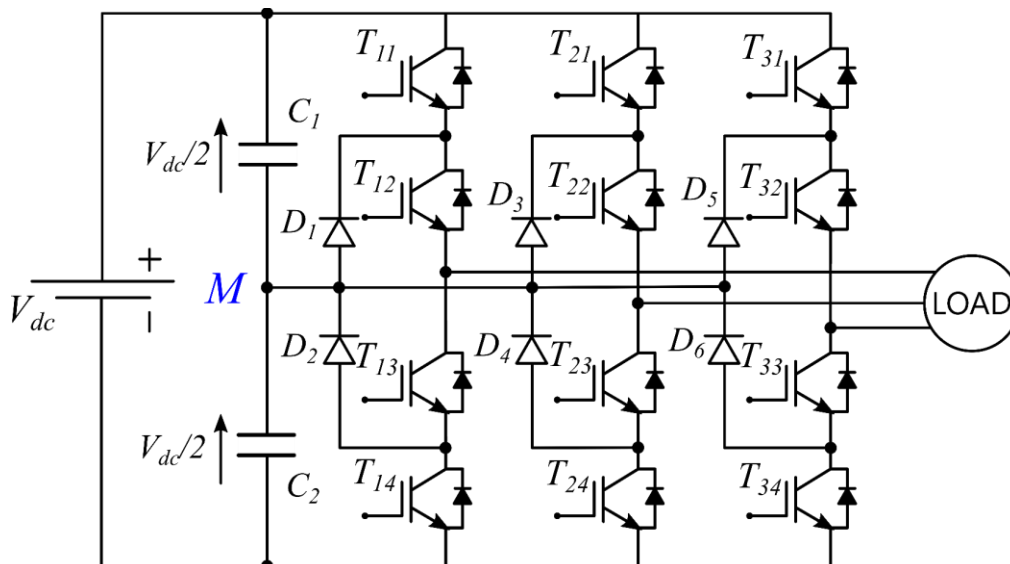 T11
T21
T31
C1
Vdc/2
T12
T22
T32
D1
D3
D5
+
M
Vdc
LOAD
D2
T13
D4
T23
D6
T33
Vdc/2
C2
T14
T24
T34